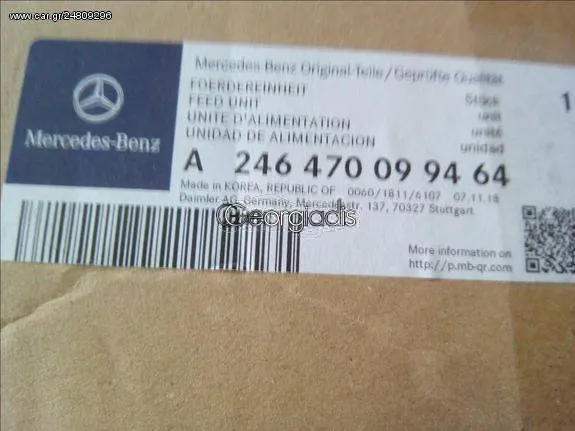 www.car.gr/24809296
Mercedes-Benz Original-Teile/Geprüfte Qualität
FOERDEREINHEIT Stück 1
FEED UNIT unit
UNITE D'ALIMENTATION unité
UNIDAD DE ALIMENTACION unidad
Mercedes-Benz
A 246 470 09 94 64
Made in KOREA, REPUBLIC OF 0060/1811/6107 07.11.18
Daimler AG, Germany, Mercedesstr. 137, 70327 Stuttgart
Georgiadis
More information on
http://p.mb-qr.com